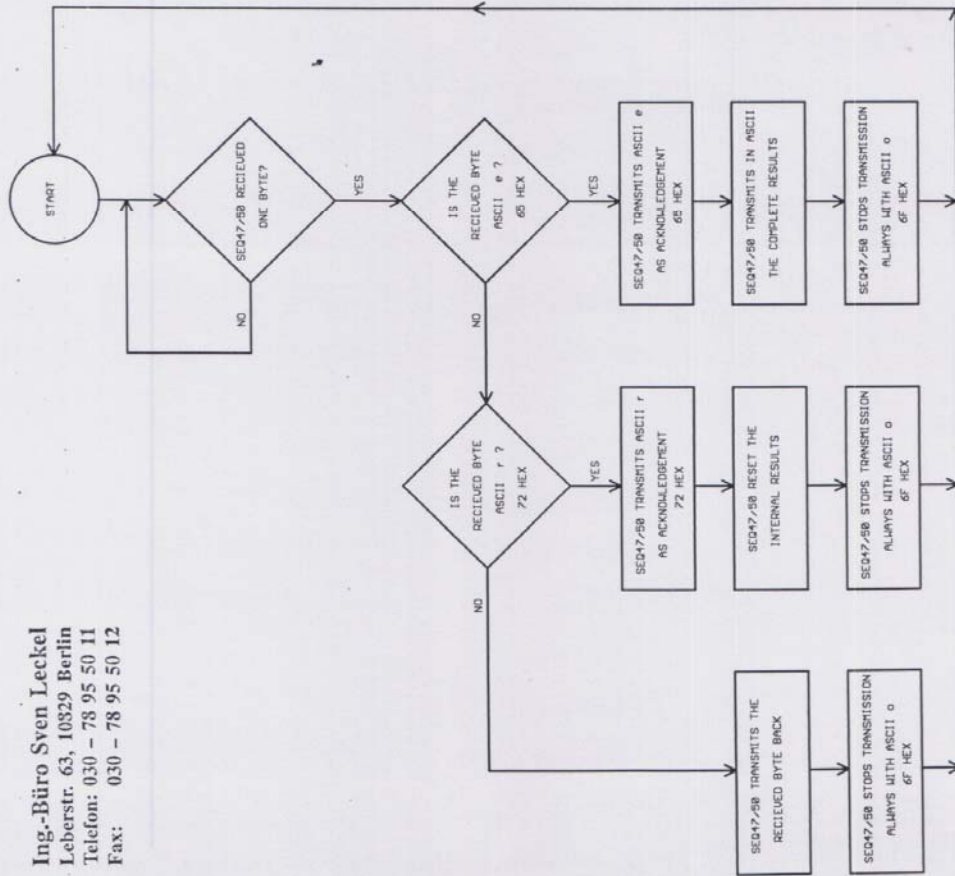 Ing.-Büro Sven Leckel
Leberstr. 63, 10829 Berlin
Telefon: 030 – 78 95 50 11
Fax: 030 – 78 95 50 12
START
SEQ47/50 RECIEVED
ONE BYTE?
NO
YES
IS THE
RECIEVED BYTE
ASCII e ?
65 HEX
NO
YES
IS THE
RECIEVED BYTE
ASCII r ?
72 HEX
NO
YES
SEQ47/50 TRANSMITS ASCII e
AS ACKNOWLEDGEMENT
65 HEX
SEQ47/50 TRANSMITS IN ASCII
THE COMPLETE RESULTS
SEQ47/50 STOPS TRANSMISSION
ALWAYS WITH ASCII o
6F HEX
SEQ47/50 TRANSMITS ASCII r
AS ACKNOWLEDGEMENT
72 HEX
SEQ47/50 RESET THE
INTERNAL RESULTS
SEQ47/50 STOPS TRANSMISSION
ALWAYS WITH ASCII o
6F HEX
SEQ47/50 TRANSMITS THE
RECIEVED BYTE BACK
SEQ47/50 STOPS TRANSMISSION
ALWAYS WITH ASCII o
6F HEX